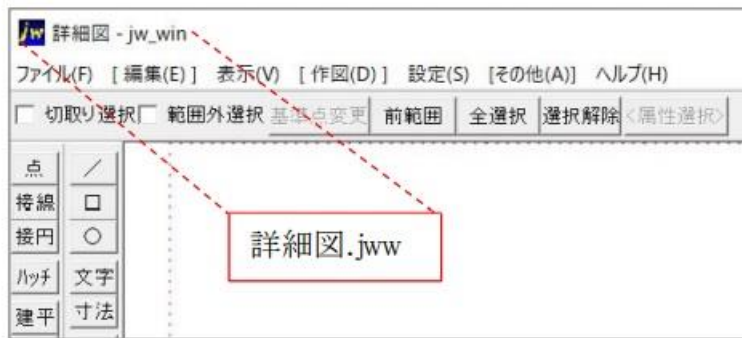 jw 詳細図 - jw_win
ファイル(F) [ 編集(E) ] 表示(V) [ 作図(D) ] 設定(S) [その他(A)] ヘルプ(H)
切取り選択 範囲外選択 基準点変更 前範囲 全選択 選択解除 <属性選択>
点 ／
接線 □
接円 ○
ハッチ 文字
建平 寸法
詳細図.jww